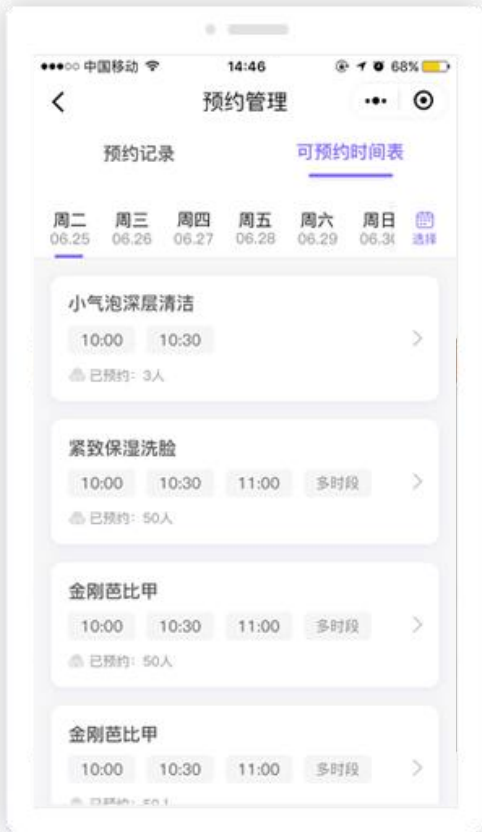 中国移动 14:46 68%
预约管理
预约记录 可预约时间表
周二 周三 周四 周五 周六 周日
06.25 06.26 06.27 06.28 06.29 06.30 选择
小气泡深层清洁
10:00 10:30
已预约：3人
紧致保湿洗脸
10:00 10:30 11:00 多时段
已预约：50人
金刚芭比甲
10:00 10:30 11:00 多时段
已预约：50人
金刚芭比甲
10:00 10:30 11:00 多时段